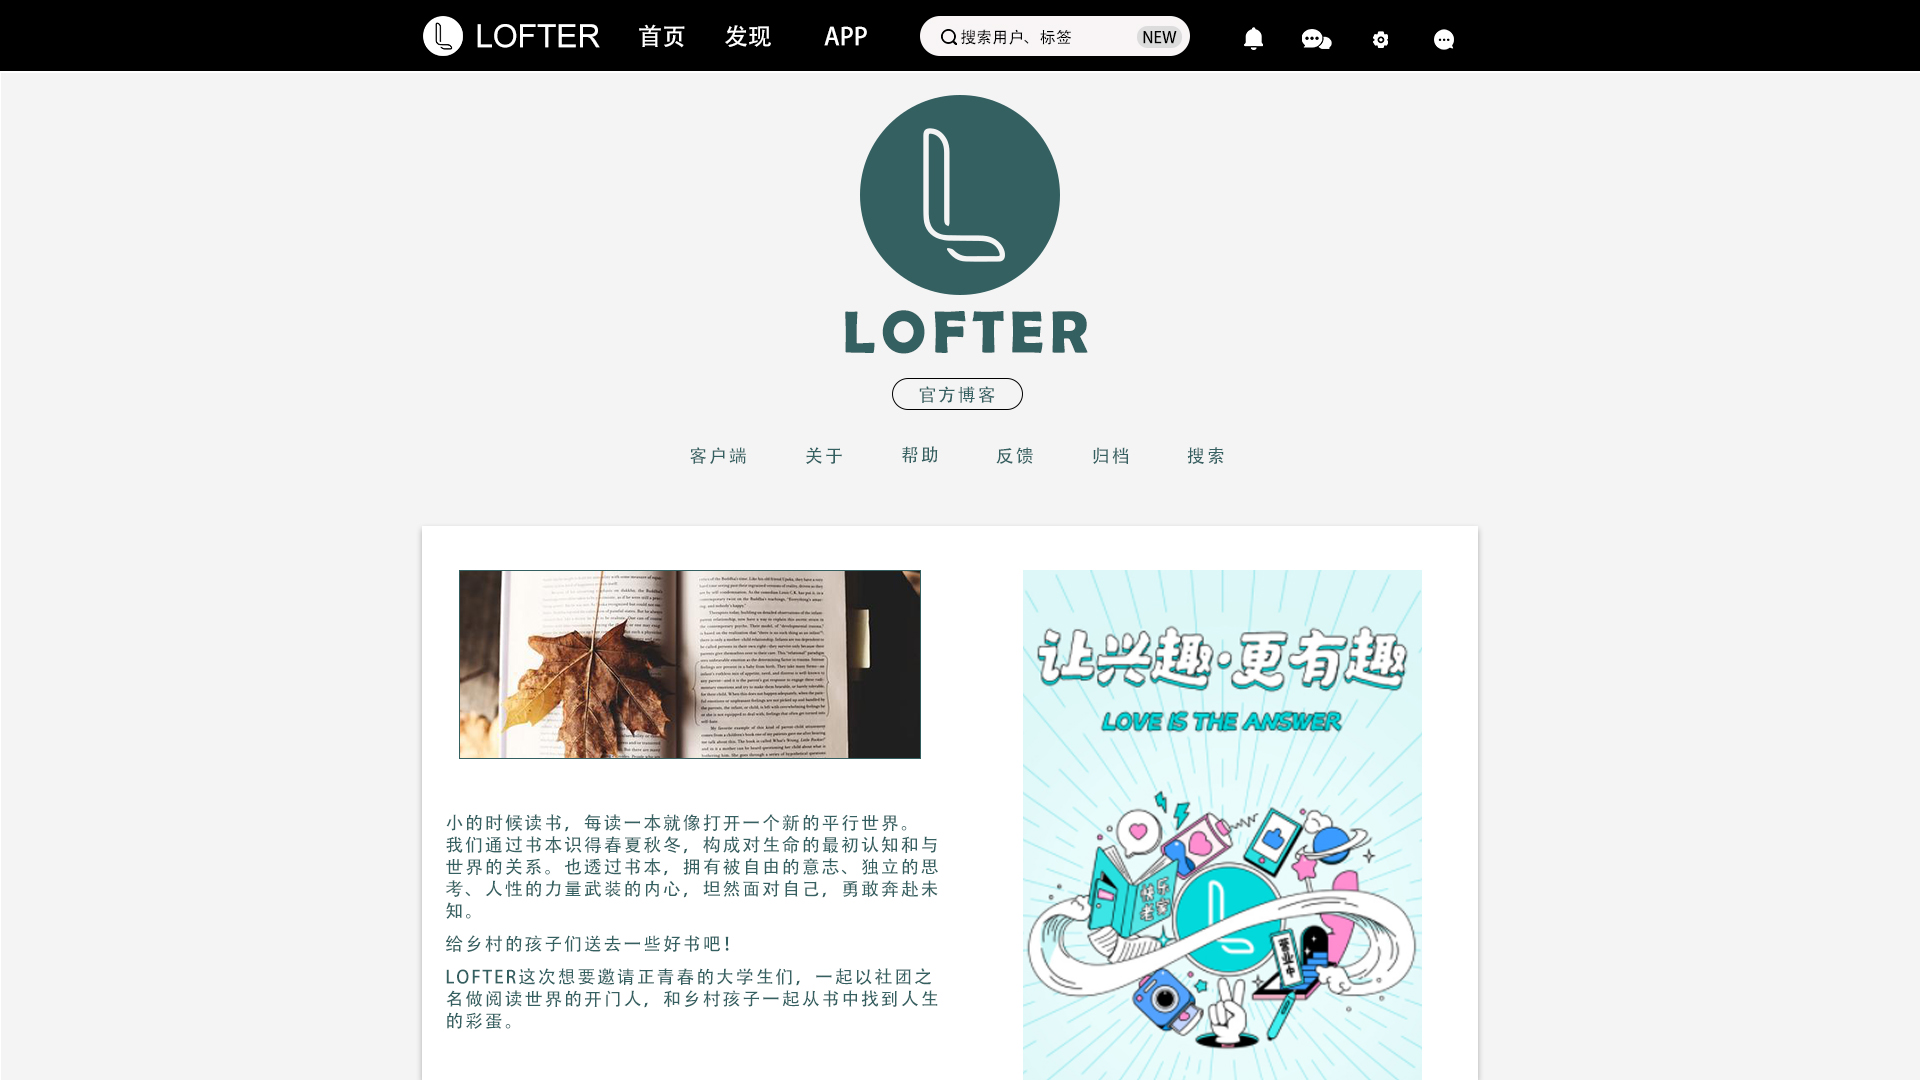 LOFTER 首页 发现 APP 搜索用户、标签 NEW
LOFTER
官方博客
客户端 关于 帮助 反馈 归档 搜索
小的时候读书，每读一本就像打开一个新的平行世界。
我们通过书本识得春夏秋冬，构成对生命的最初认知和与
世界的关系。也透过书本，拥有被自由的意志、独立的思
考、人性的力量武装的内心，坦然面对自己，勇敢奔赴未
知。
给乡村的孩子们送去一些好书吧！
LOFTER这次想要邀请正青春的大学生们，一起以社团之
名做阅读世界的开门人，和乡村孩子一起从书中找到人生
的彩蛋。
让兴趣·更有趣
LOVE IS THE ANSWER
快乐
老家
营业中